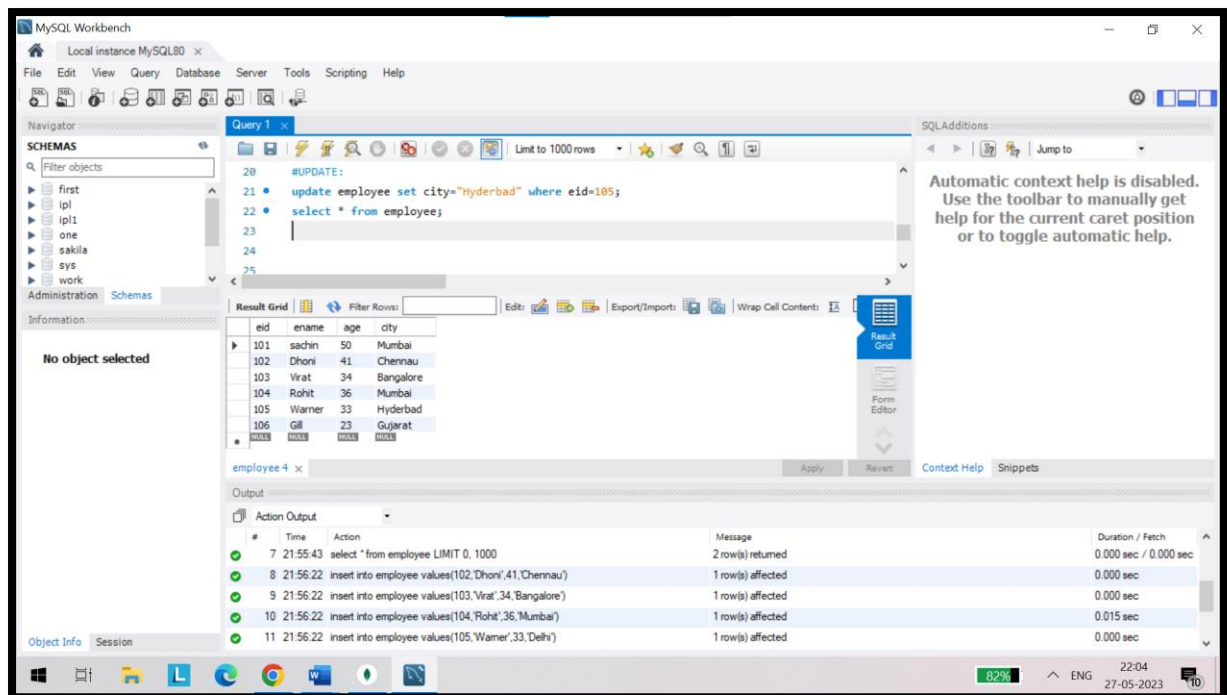 MySQL Workbench
Local instance MySQL80
File Edit View Query Database Server Tools Scripting Help
Navigator
SCHEMAS
Filter objects
first
ipl
ipl1
one
sakila
sys
work
Administration Schemas
Information
No object selected
Object Info Session
Query 1
Limit to 1000 rows
20 #UPDATE:
21 update employee set city="Hyderbad" where eid=105;
22 select * from employee;
23
24
25
Result Grid Filter Rows: Edit: Export/Import: Wrap Cell Content:
eid ename age city
101 sachin 50 Mumbai
102 Dhoni 41 Chennau
103 Virat 34 Bangalore
104 Rohit 36 Mumbai
105 Warner 33 Hyderbad
106 Gill 23 Gujarat
NULL NULL NULL NULL
Result
Grid
Form
Editor
employee 4 Apply Revert
SQLAdditions
Jump to
Automatic context help is disabled.
Use the toolbar to manually get
help for the current caret position
or to toggle automatic help.
Context Help Snippets
Output
Action Output
# Time Action Message Duration / Fetch
7 21:55:43 select * from employee LIMIT 0, 1000 2 row(s) returned 0.000 sec / 0.000 sec
8 21:56:22 insert into employee values(102,'Dhoni',41,'Chennau') 1 row(s) affected 0.000 sec
9 21:56:22 insert into employee values(103,'Virat',34,'Bangalore') 1 row(s) affected 0.000 sec
10 21:56:22 insert into employee values(104,'Rohit',36,'Mumbai') 1 row(s) affected 0.015 sec
11 21:56:22 insert into employee values(105,'Warner',33,'Delhi') 1 row(s) affected 0.000 sec
L
W
82%
ENG
22:04
27-05-2023
10